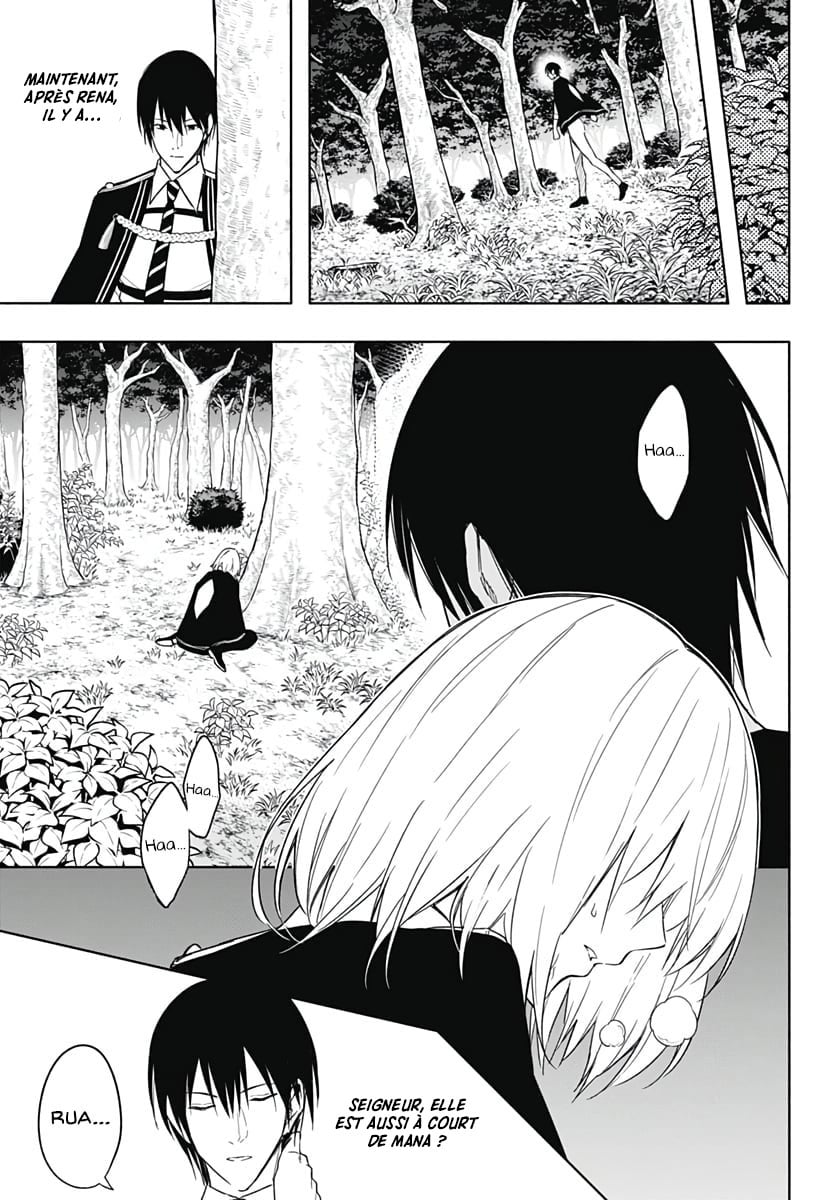 MAINTENANT,
APRÈS RENA,
IL Y A...
Haa...
Haa...
Haa...
SEIGNEUR, ELLE
EST AUSSI À COURT
DE MANA ?
RUA...